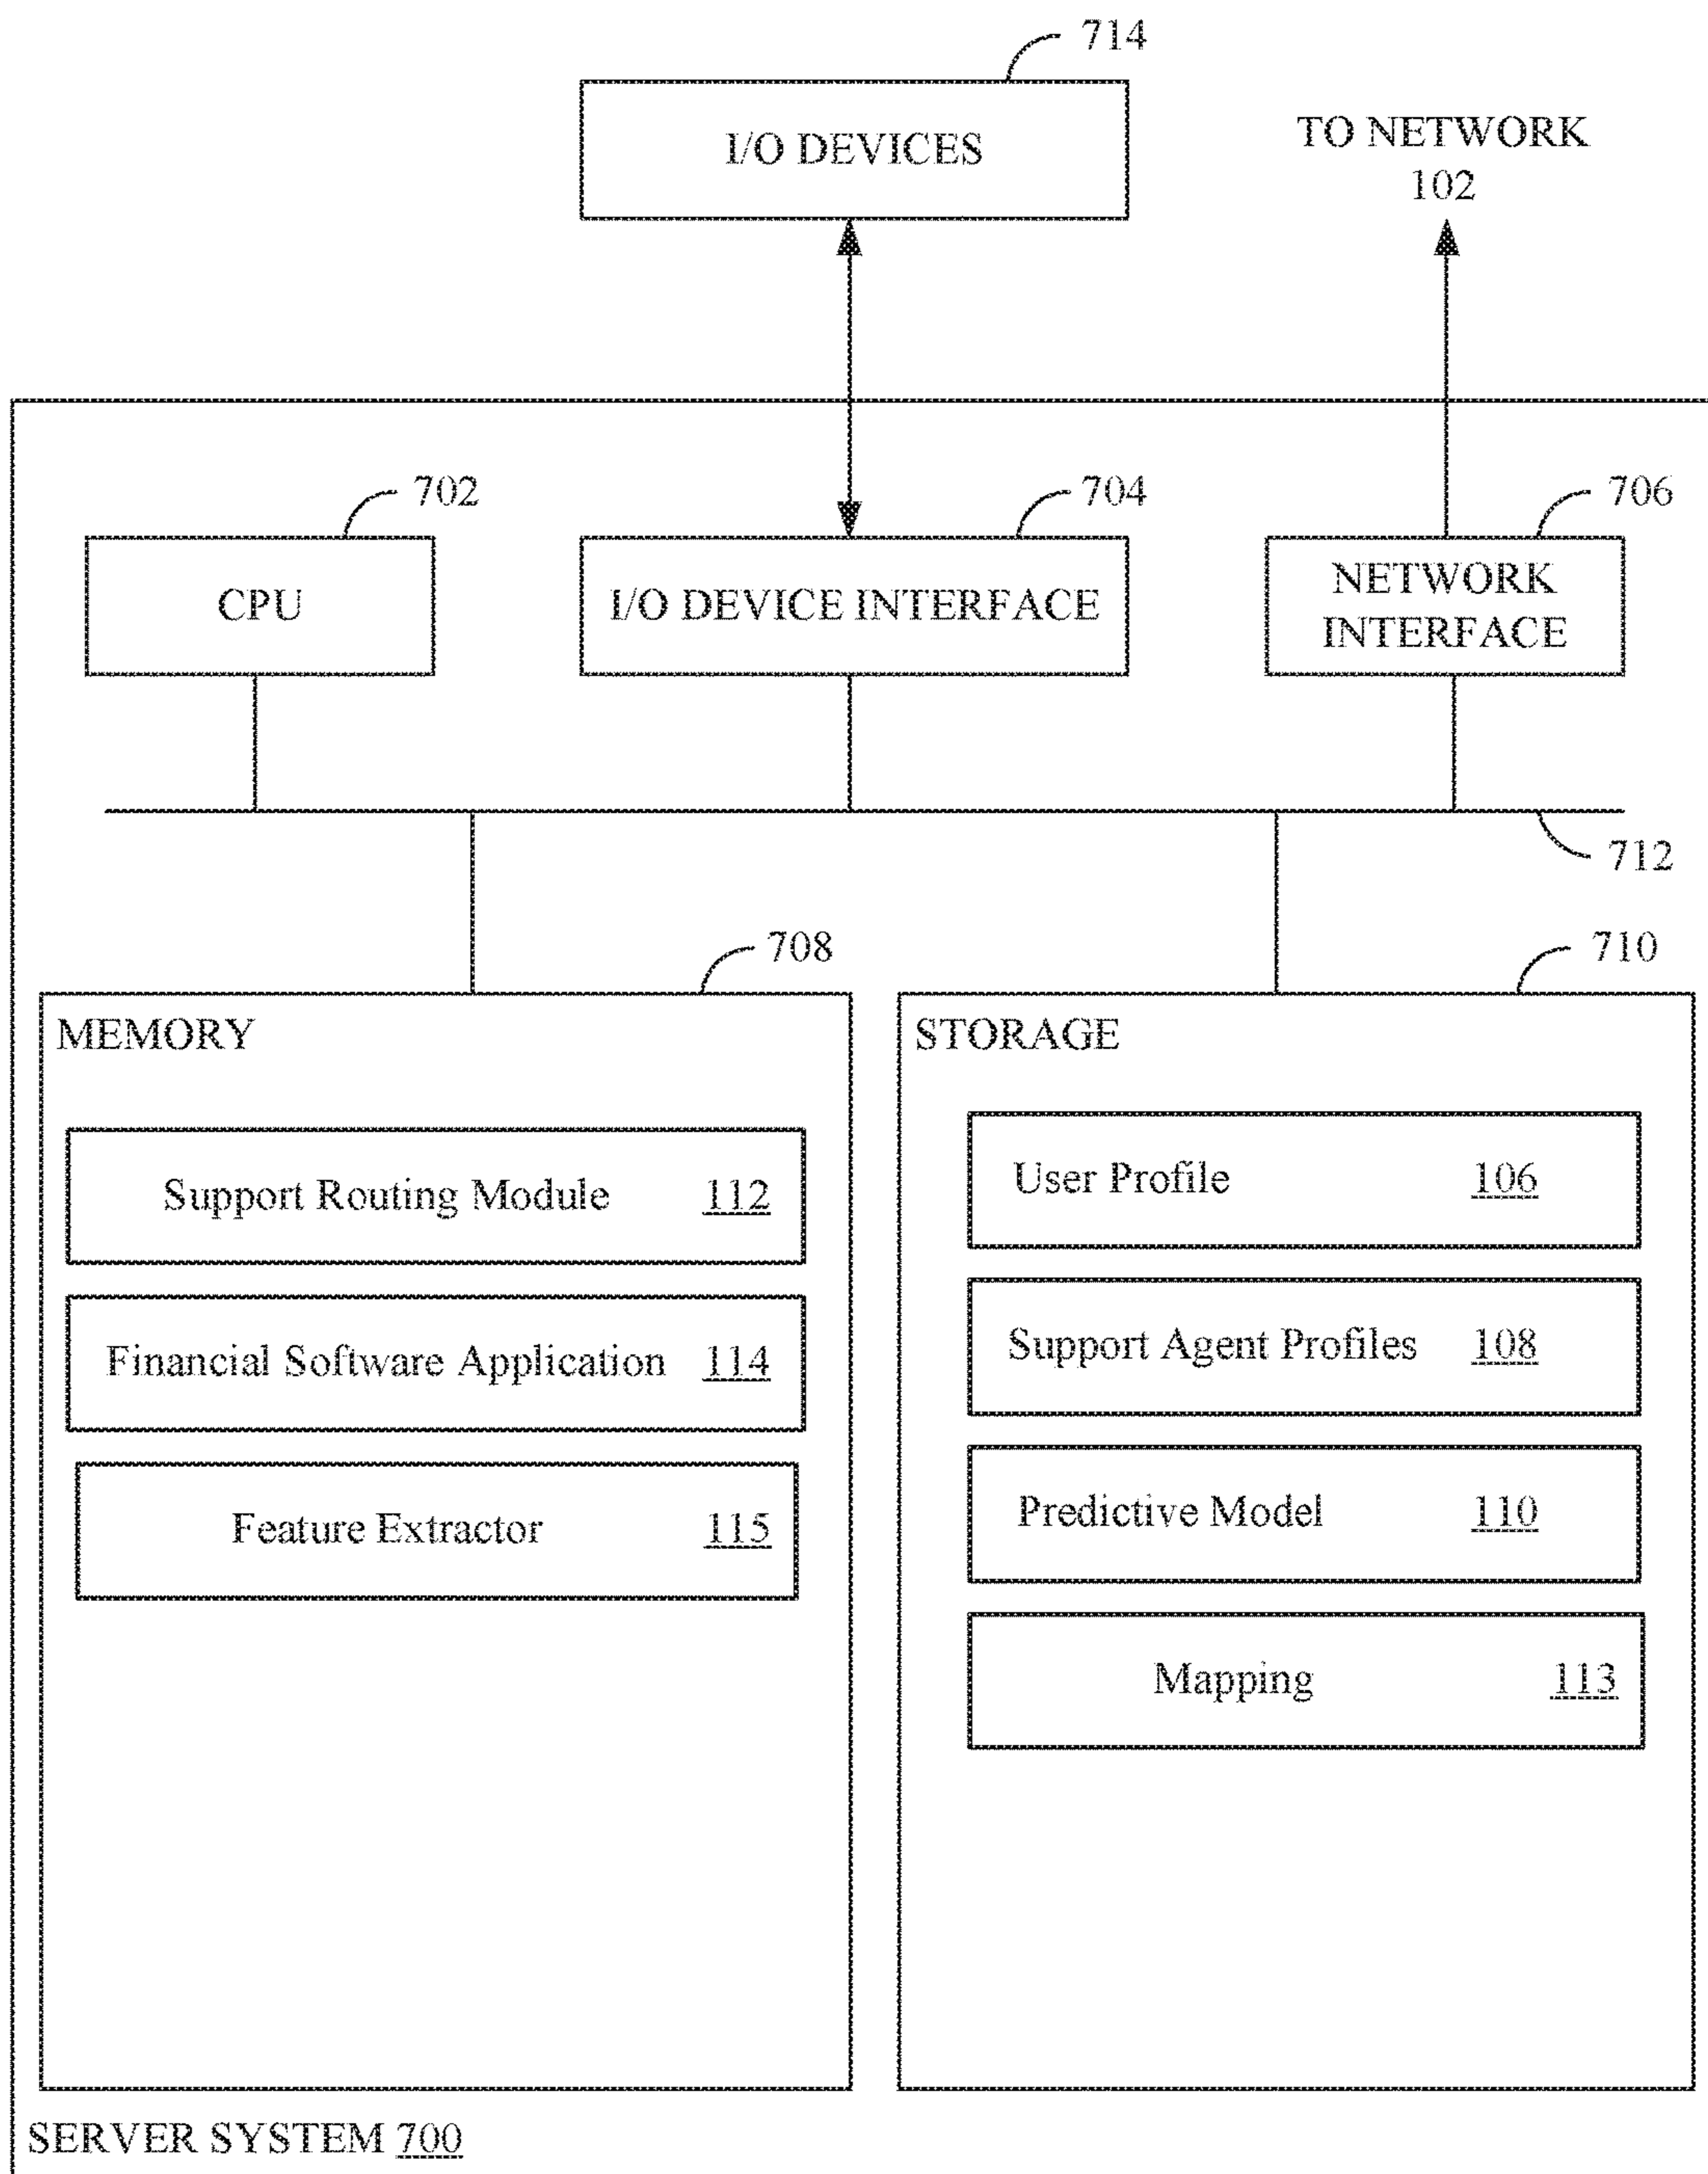 714
I/O DEVICES
TO NETWORK
102
702
704
706
CPU
I/O DEVICE INTERFACE
NETWORK
INTERFACE
712
708
710
MEMORY
Support Routing Module 112
Financial Software Application 114
Feature Extractor 115
STORAGE
User Profile 106
Support Agent Profiles 108
Predictive Model 110
Mapping 113
SERVER SYSTEM 700